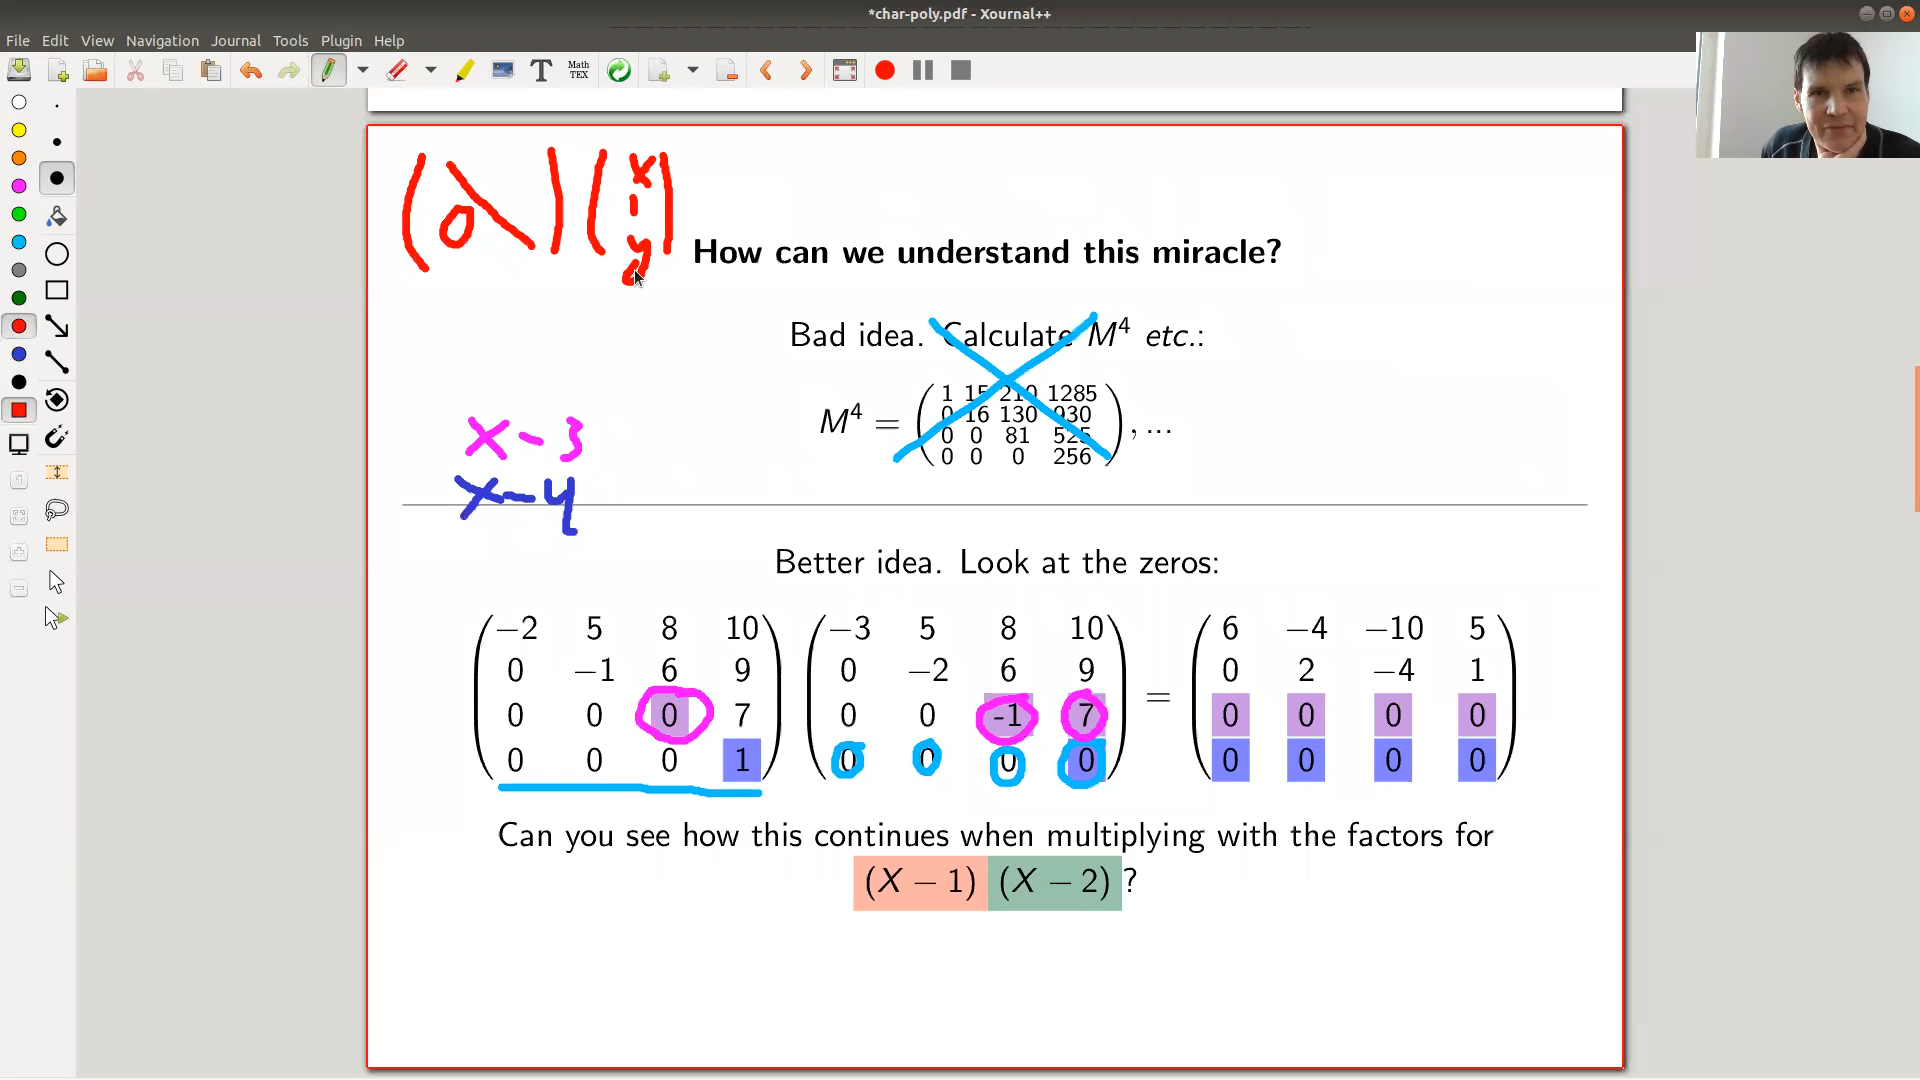 *char-poly.pdf - Xournal++
File Edit View Navigation Journal Tools Plugin Help
T Math TEX
( 0 ) ( x
y )
How can we understand this miracle?
Bad idea. Calculate M⁴ etc.:
1 15 210 1285
0 16 130 930
M⁴ = ( ) , ...
0 0 81 525
0 0 0 256
x - 3
x - 4
Better idea. Look at the zeros:
−2 5 8 10 −3 5 8 10 6 −4 −10 5
0 −1 6 9 0 −2 6 9 0 2 −4 1
=
0 0 0 7 0 0 -1 7 0 0 0 0
0 0 0 1 0 0 0 0 0 0 0 0
Can you see how this continues when multiplying with the factors for
(X − 1) (X − 2) ?